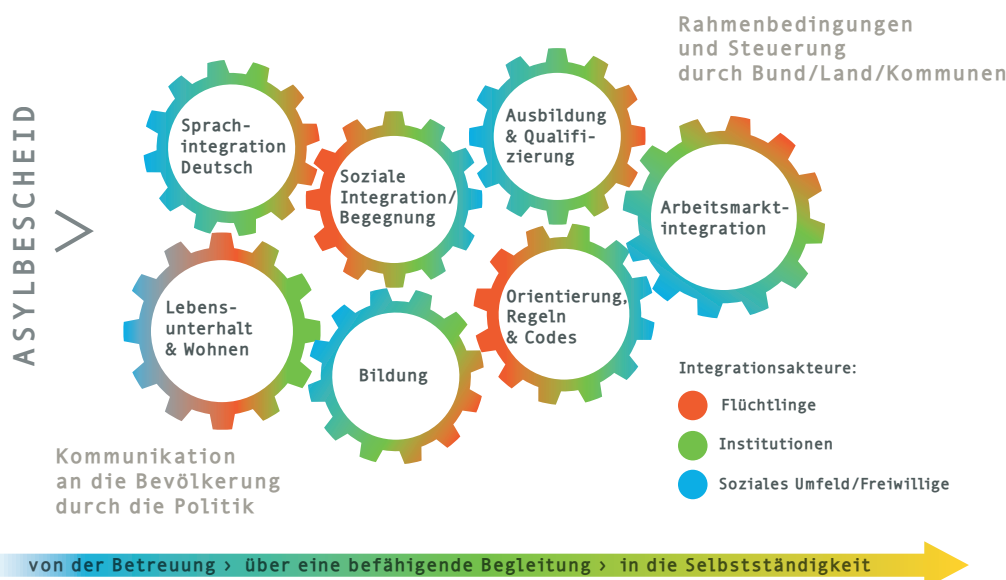 Rahmenbedingungen
und Steuerung
durch Bund/Land/Kommunen
ASYLBESCHEID
Sprach-
integration
Deutsch
Soziale
Integration/
Begegnung
Ausbildung
& Qualifi-
zierung
Arbeitsmarkt-
integration
Lebens-
unterhalt
& Wohnen
Bildung
Orientierung,
Regeln
& Codes
Integrationsakteure:
Flüchtlinge
Institutionen
Soziales Umfeld/Freiwillige
Kommunikation
an die Bevölkerung
durch die Politik
von der Betreuung › über eine befähigende Begleitung › in die Selbstständigkeit